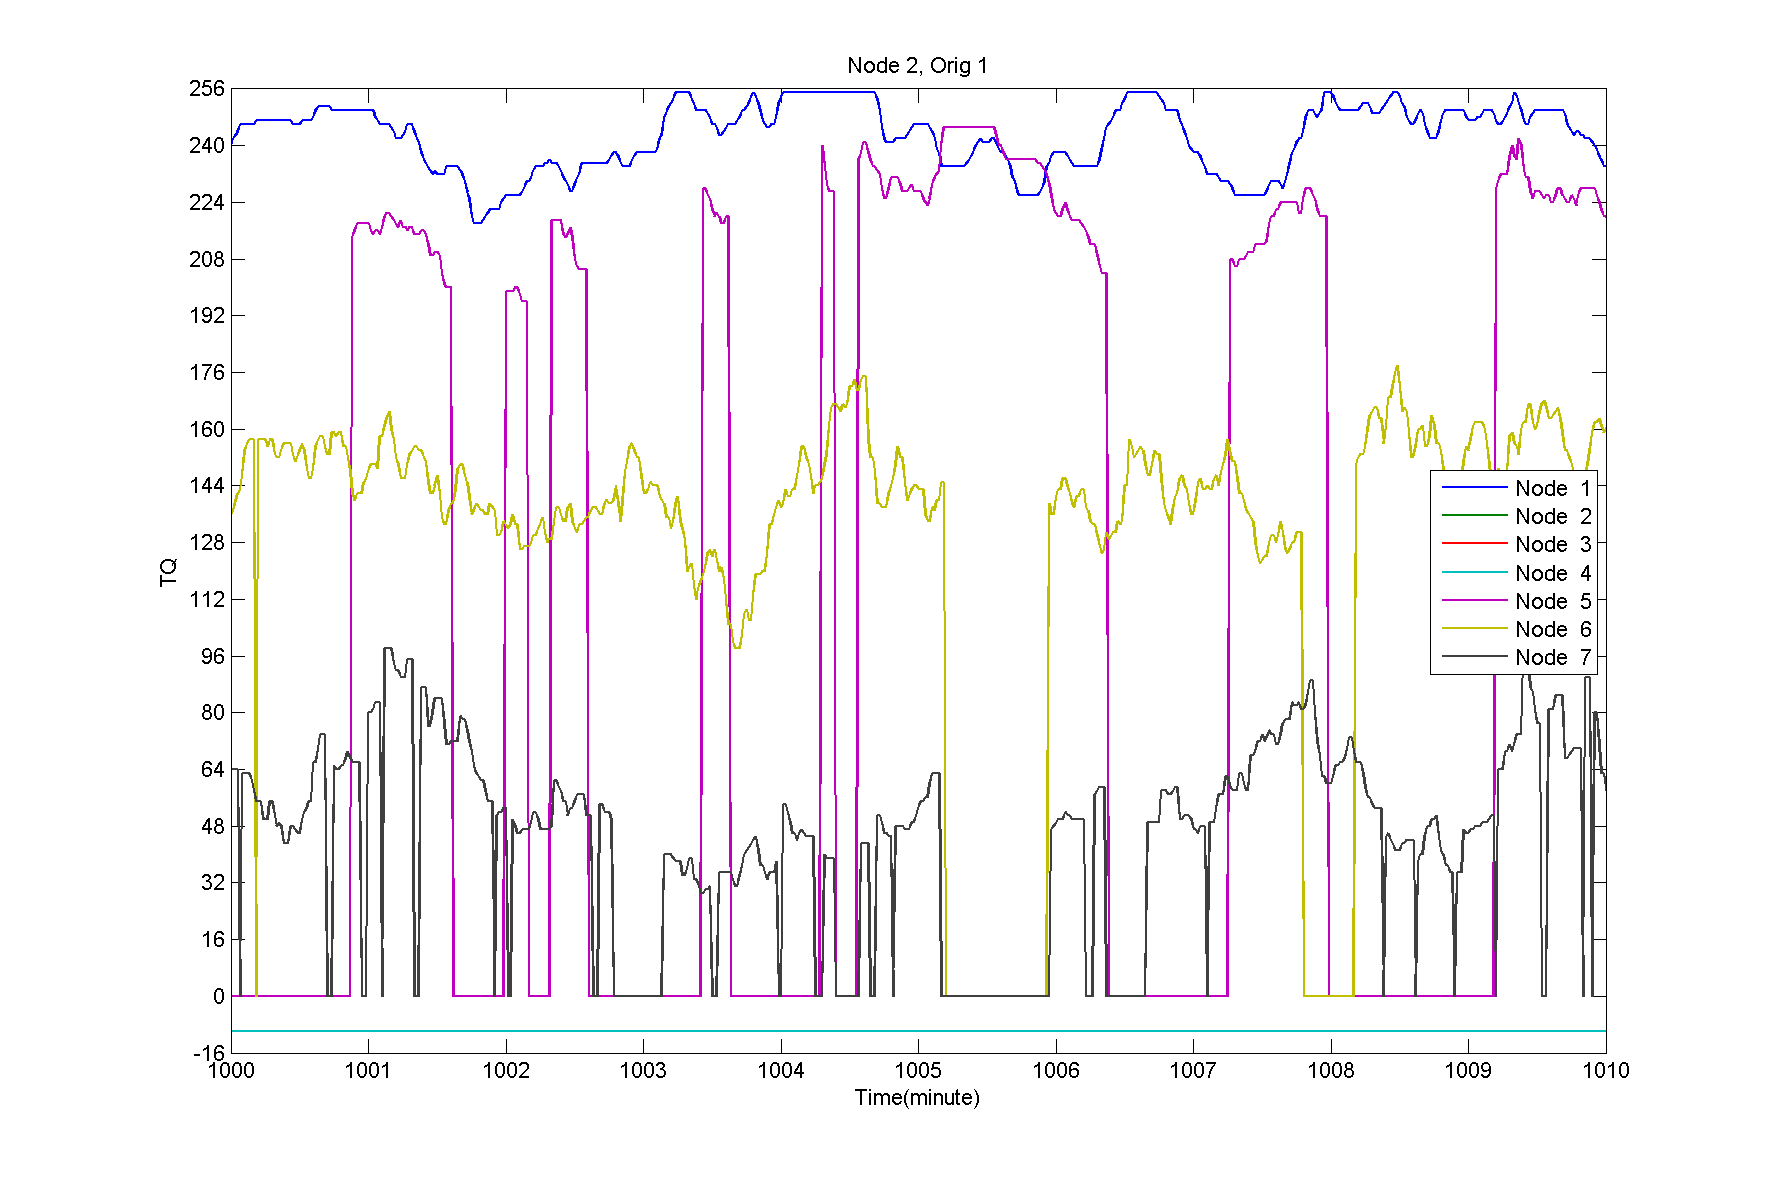 Node 2, Orig 1
256
240
224
208
192
176
160
144
128
112
96
80
64
48
32
16
0
-16
TQ
Node 1
Node 2
Node 3
Node 4
Node 5
Node 6
Node 7
1000 1001 1002 1003 1004 1005 1006 1007 1008 1009 1010
Time(minute)